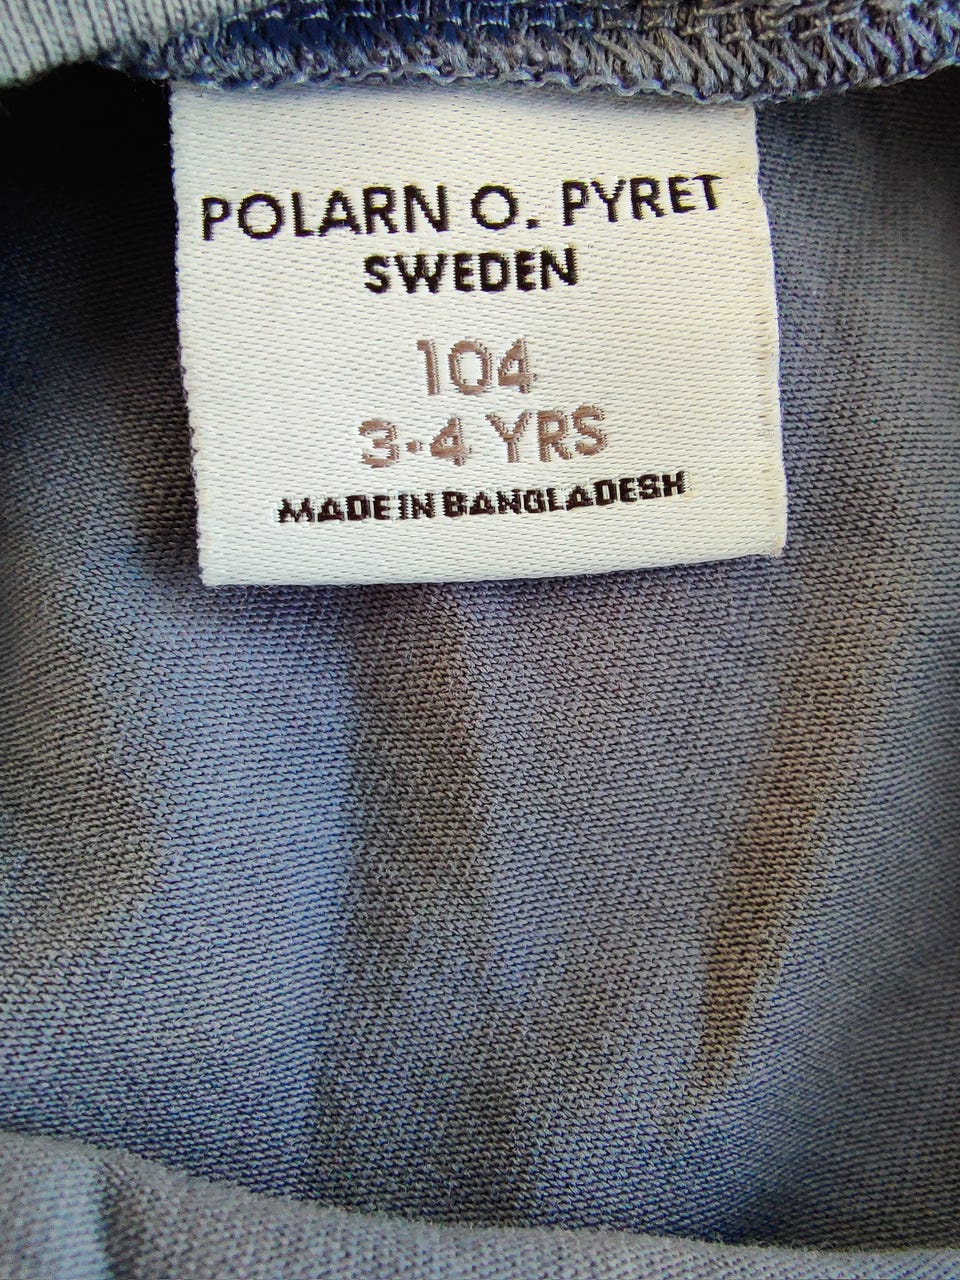 POLARN O. PYRET
SWEDEN
104
3-4 YRS
MADE IN BANGLADESH